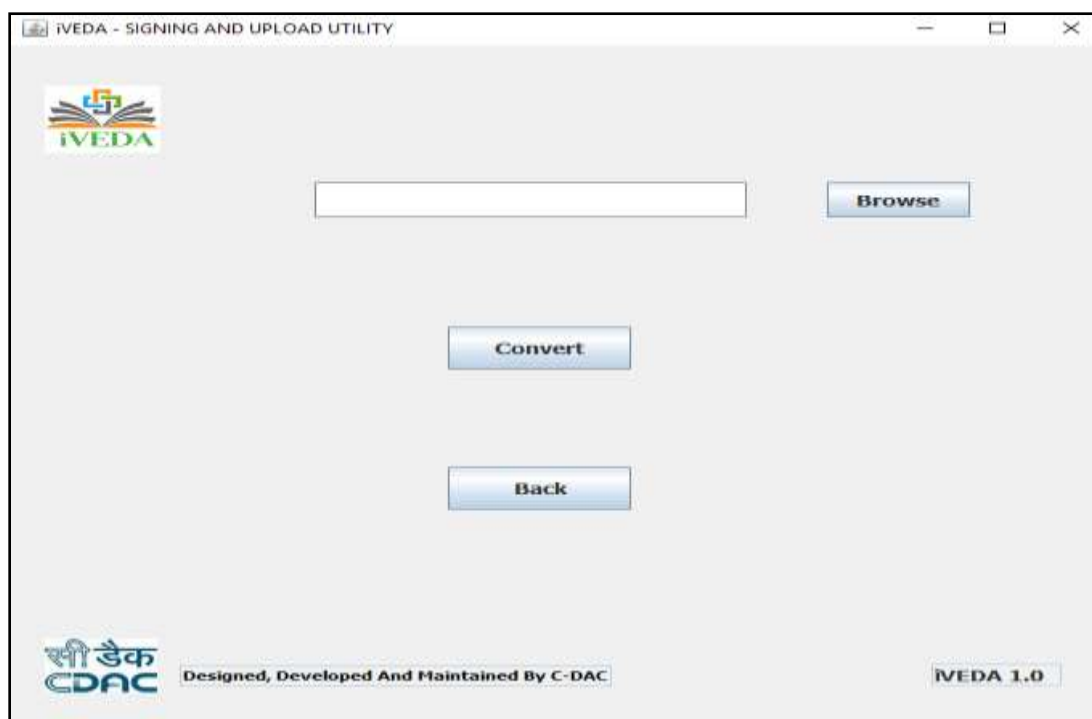 iVEDA - SIGNING AND UPLOAD UTILITY
iVEDA
Browse
Convert
Back
सी डैक
CDAC
Designed, Developed And Maintained By C-DAC
iVEDA 1.0